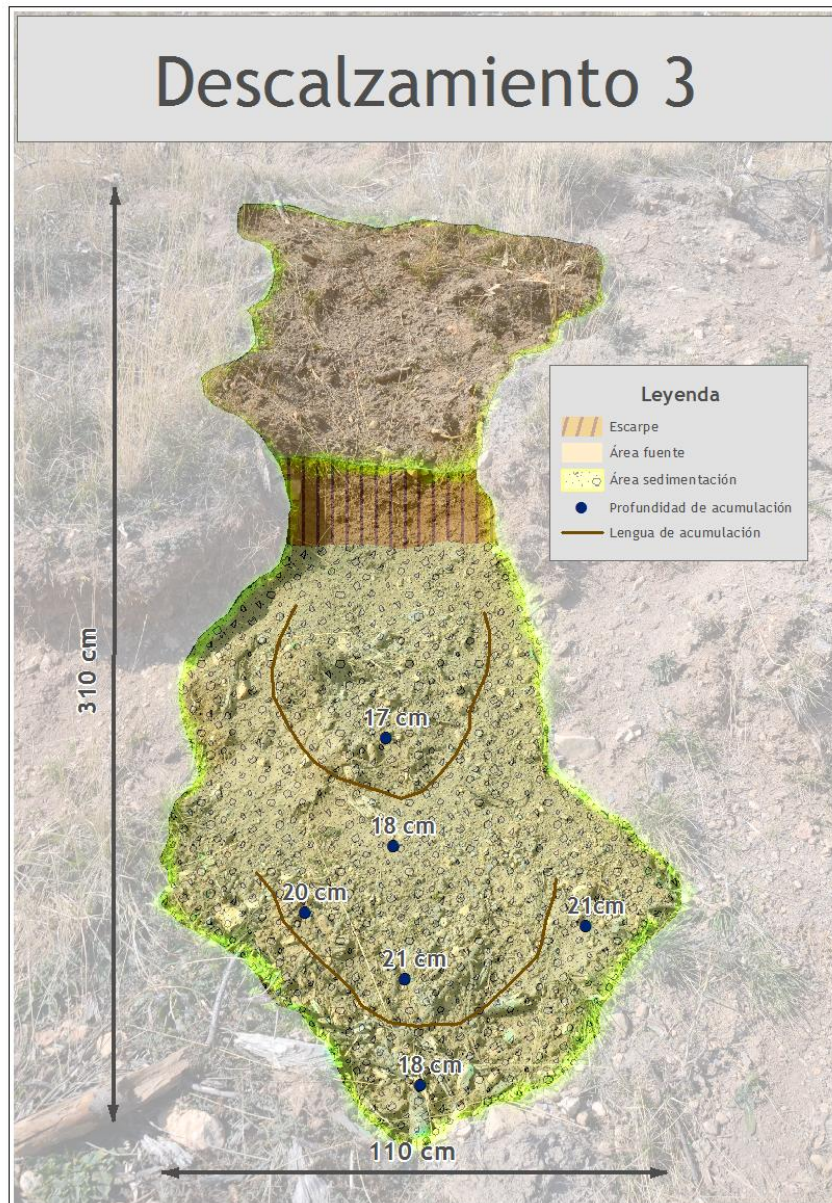 Descalzamiento 3
Leyenda
Escarpe
Área fuente
Área sedimentación
Profundidad de acumulación
Lengua de acumulación
310 cm
17 cm
18 cm
20 cm
21cm
21 cm
18 cm
110 cm